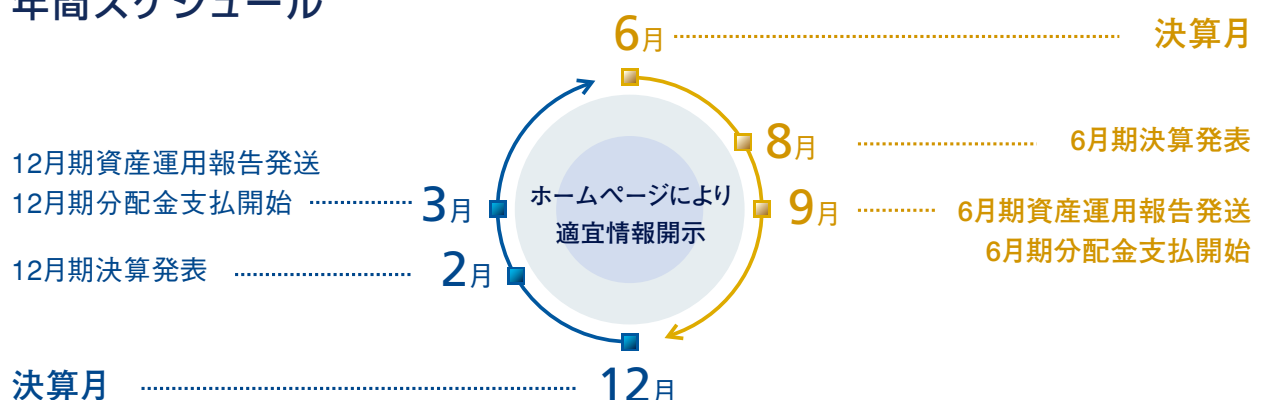 年間スケジュール
6月
決算月
8月
6月期決算発表
9月
6月期資産運用報告発送
6月期分配金支払開始
ホームページにより
適宜情報開示
12月期資産運用報告発送
12月期分配金支払開始
3月
12月期決算発表
2月
決算月
12月